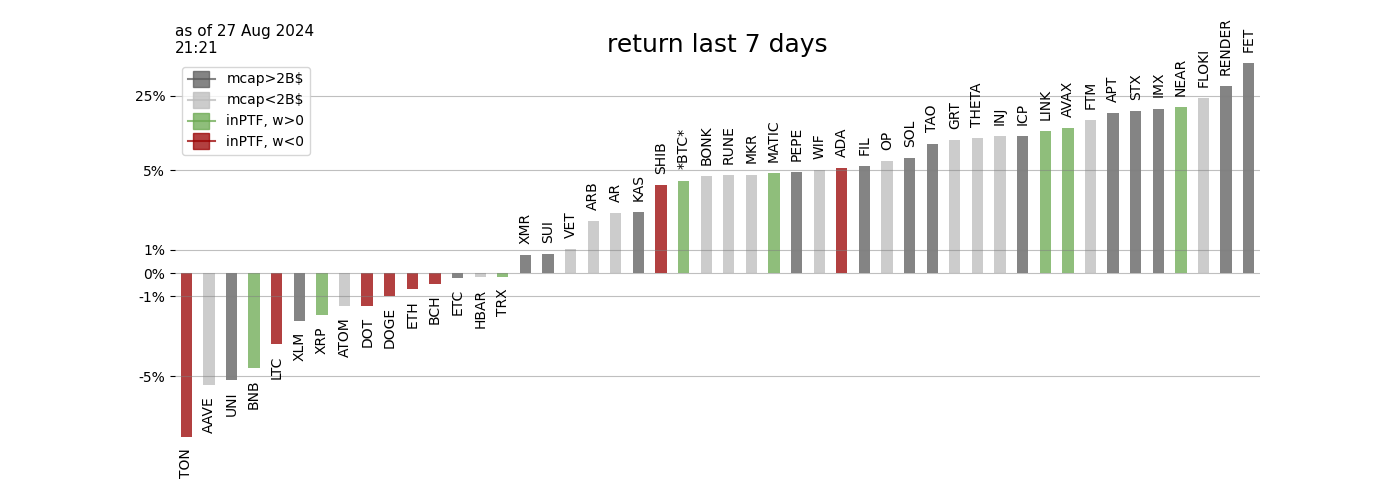 as of 27 Aug 2024
21:21
return last 7 days
mcap>2B$
mcap<2B$
inPTF, w>0
inPTF, w<0
25%
5%
1%
0%
-1%
-5%
TON
AAVE
UNI
BNB
LTC
XLM
XRP
ATOM
DOT
DOGE
ETH
BCH
ETC
HBAR
TRX
XMR
SUI
VET
ARB
AR
KAS
SHIB
*BTC*
BONK
RUNE
MKR
MATIC
PEPE
WIF
ADA
FIL
OP
SOL
TAO
GRT
THETA
INJ
ICP
LINK
AVAX
FTM
APT
STX
IMX
NEAR
FLOKI
RENDER
FET